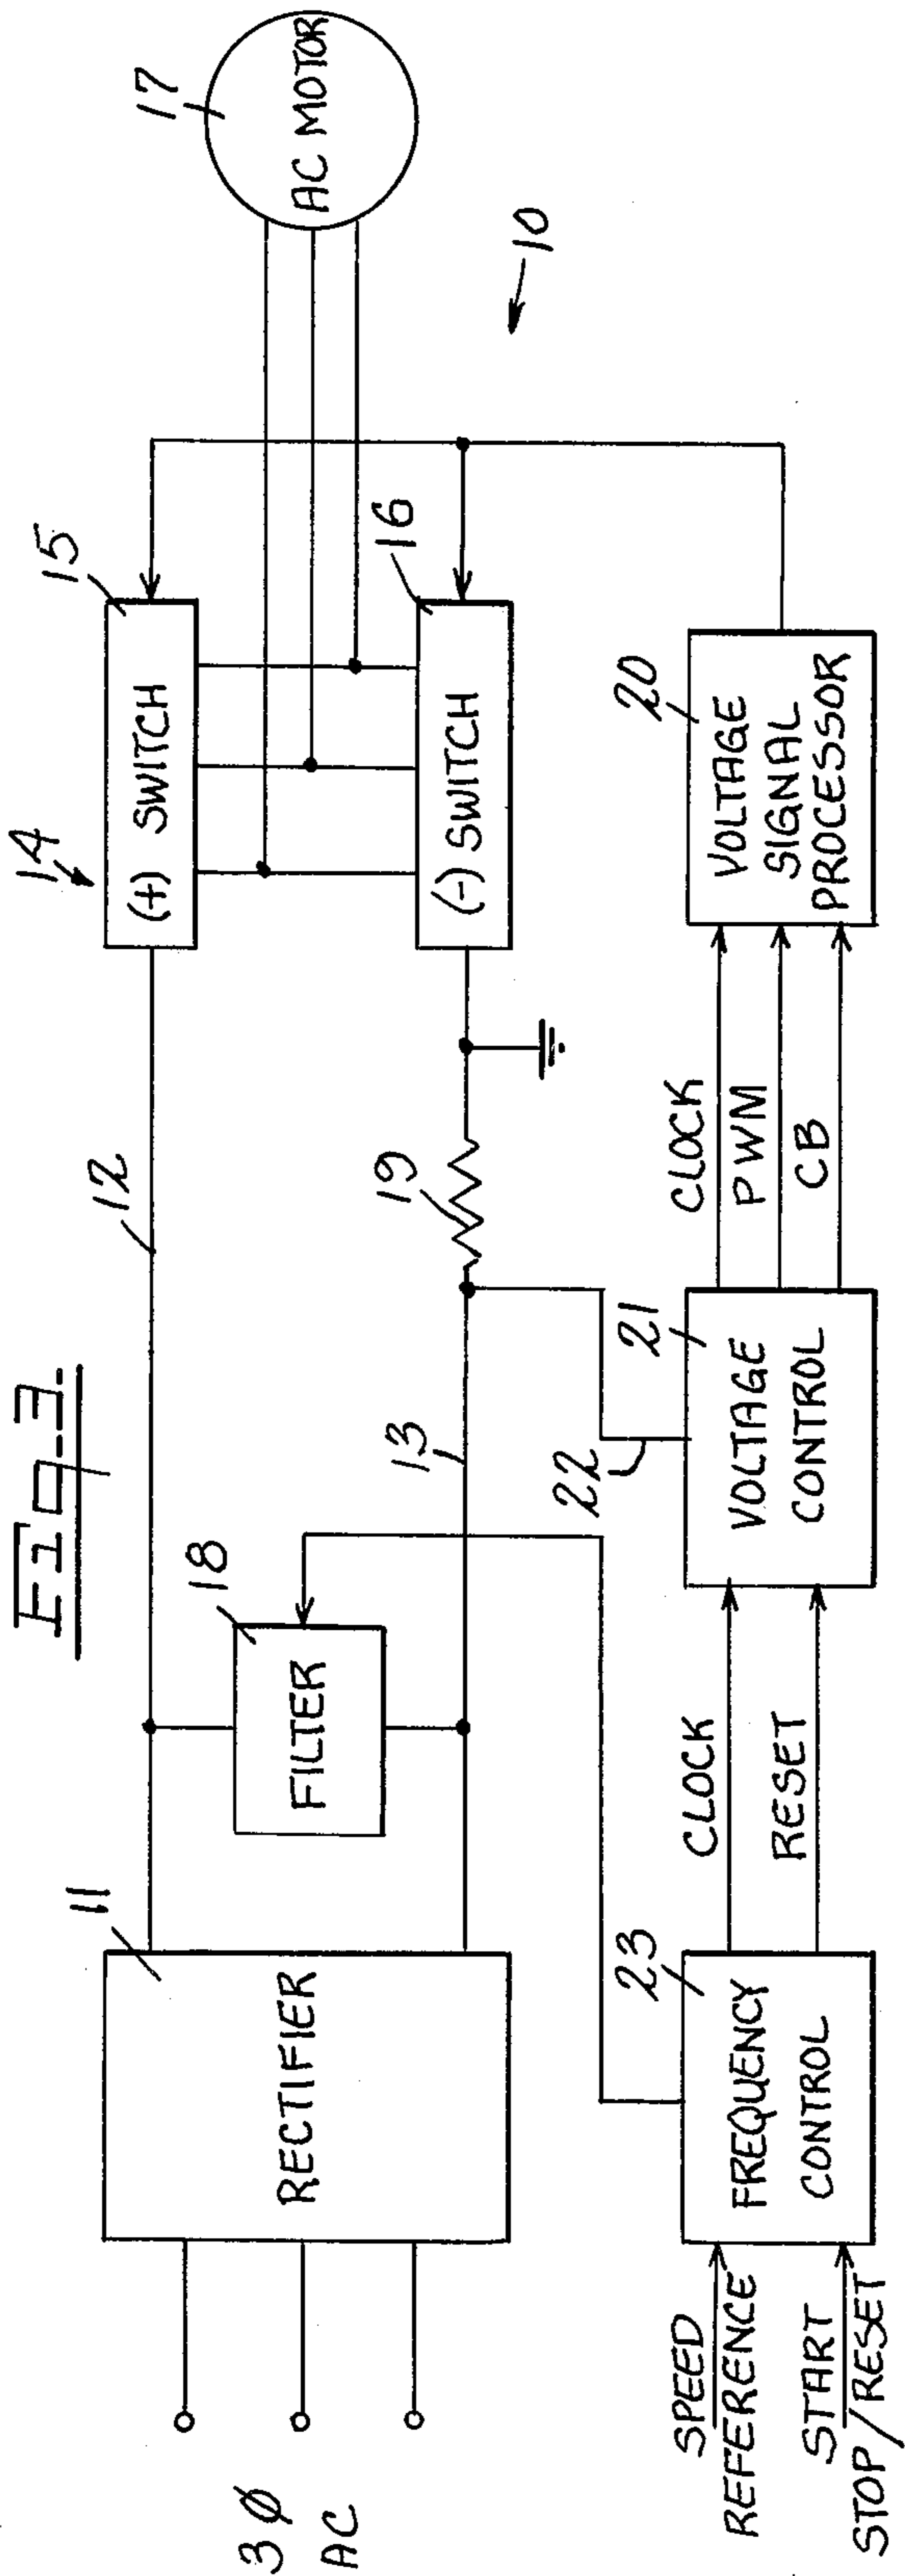 FIG. 3.
3 Ø
AC
11
RECTIFIER
12
18
FILTER
13
19
14
15
(+) SWITCH
16
(-) SWITCH
17
AC MOTOR
10
SPEED
REFERENCE
START
STOP/RESET
23
FREQUENCY
CONTROL
CLOCK
RESET
22
21
VOLTAGE
CONTROL
CLOCK
PWM
CB
20
VOLTAGE
SIGNAL
PROCESSOR